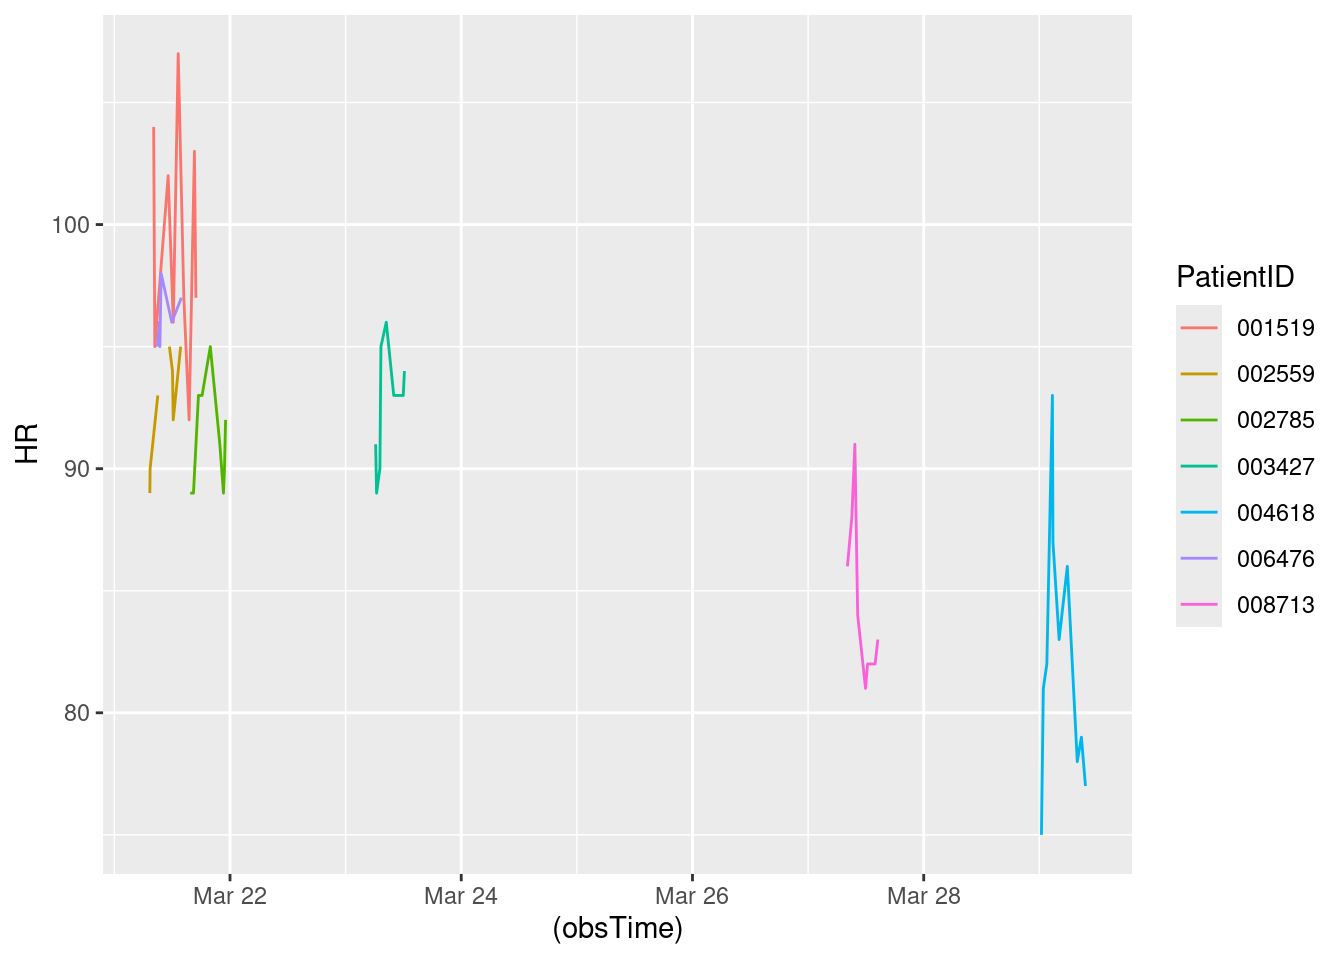 100
90
80
HR
Mar 22
Mar 24
Mar 26
Mar 28
(obsTime)
PatientID
001519
002559
002785
003427
004618
006476
008713